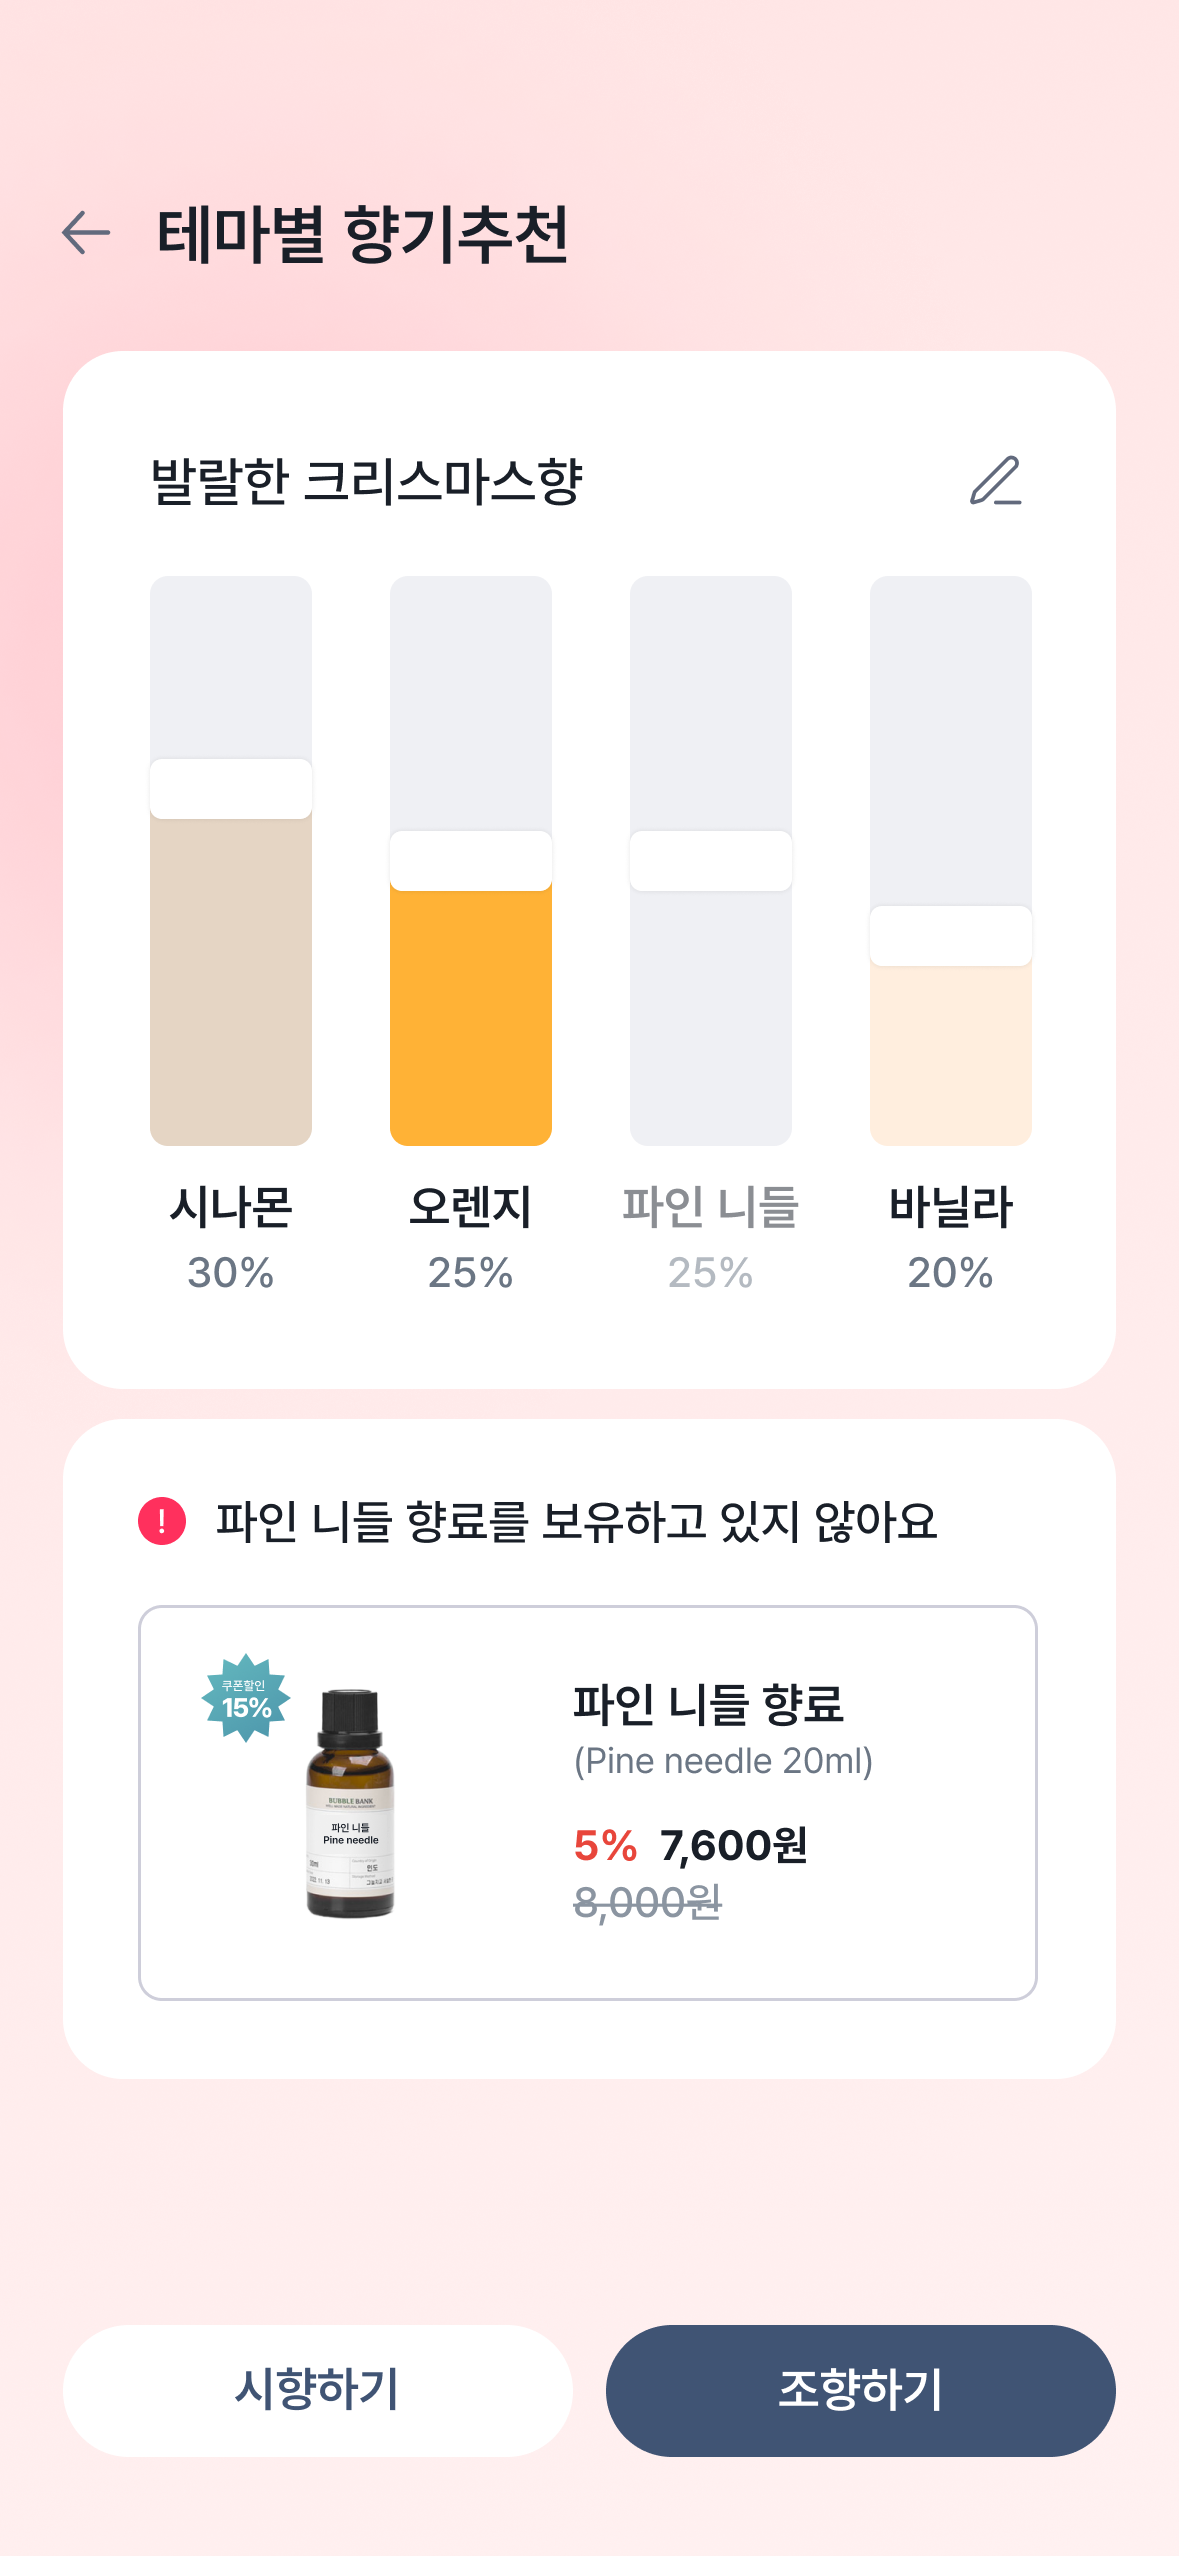 테마별 향기추천
발랄한 크리스마스향
시나몬
30%
오렌지
25%
파인 니들
25%
바닐라
20%
! 파인 니들 향료를 보유하고 있지 않아요
쿠폰할인
15%
BUBBLE BANK
파인 니들
Pine needle
인도
파인 니들 향료
(Pine needle 20ml)
5% 7,600원
8,000원
시향하기
조향하기